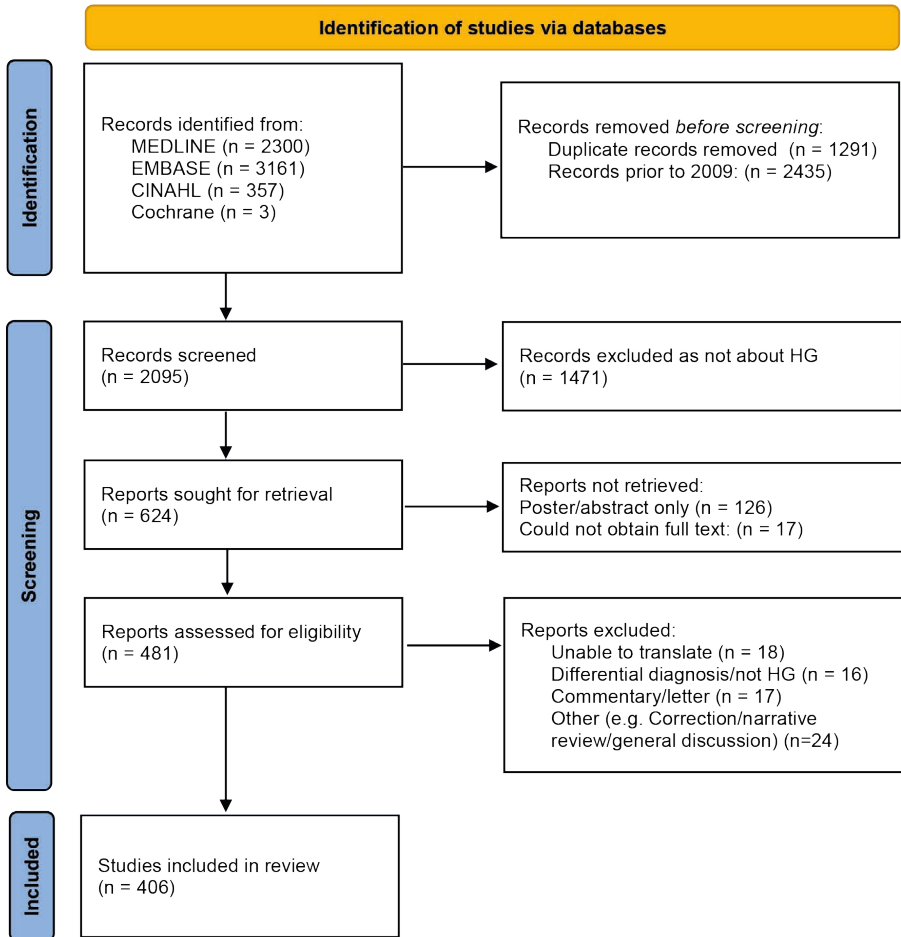 Identification of studies via databases
Identification
Records identified from:
MEDLINE (n = 2300)
EMBASE (n = 3161)
CINAHL (n = 357)
Cochrane (n = 3)
Records removed before screening:
Duplicate records removed (n = 1291)
Records prior to 2009: (n = 2435)
Screening
Records screened
(n = 2095)
Records excluded as not about HG
(n = 1471)
Reports sought for retrieval
(n = 624)
Reports not retrieved:
Poster/abstract only (n = 126)
Could not obtain full text: (n = 17)
Reports assessed for eligibility
(n = 481)
Reports excluded:
Unable to translate (n = 18)
Differential diagnosis/not HG (n = 16)
Commentary/letter (n = 17)
Other (e.g. Correction/narrative
review/general discussion) (n=24)
Included
Studies included in review
(n = 406)